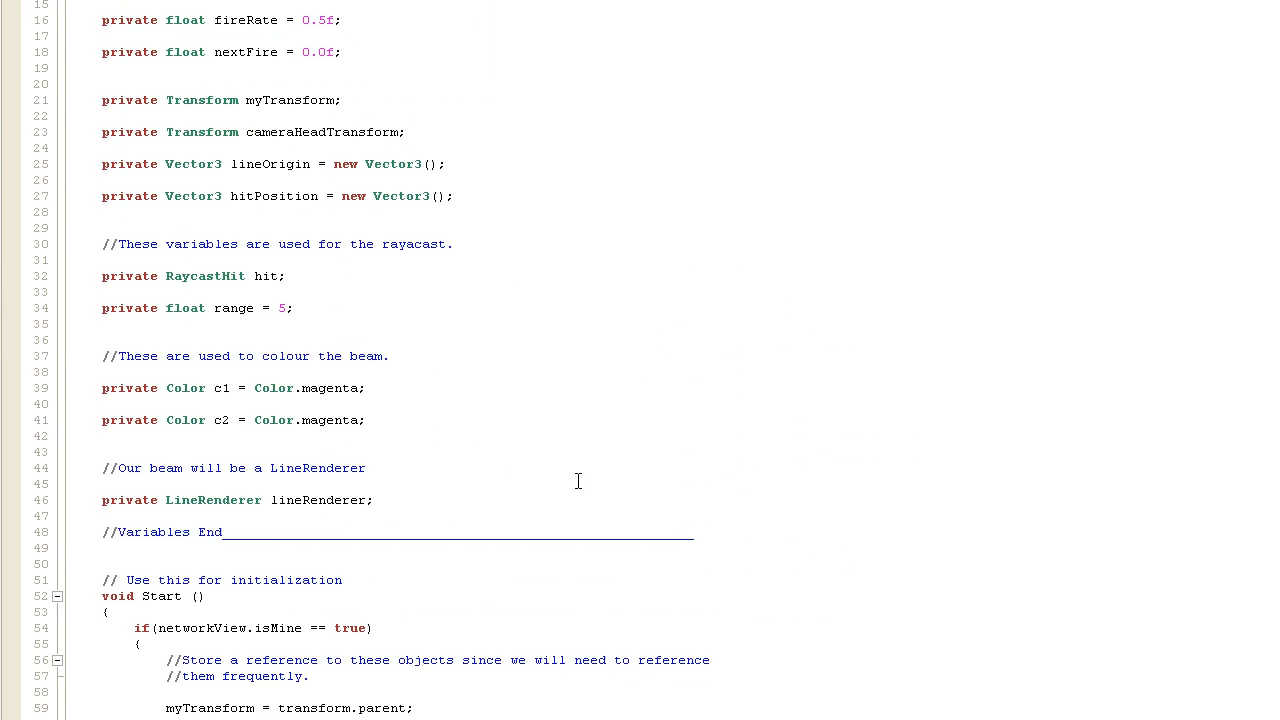 15
16 private float fireRate = 0.5f;
17
18 private float nextFire = 0.0f;
19
20
21 private Transform myTransform;
22
23 private Transform cameraHeadTransform;
24
25 private Vector3 lineOrigin = new Vector3();
26
27 private Vector3 hitPosition = new Vector3();
28
29
30 //These variables are used for the rayacast.
31
32 private RaycastHit hit;
33
34 private float range = 5;
35
36
37 //These are used to colour the beam.
38
39 private Color c1 = Color.magenta;
40
41 private Color c2 = Color.magenta;
42
43
44 //Our beam will be a LineRenderer
45
46 private LineRenderer lineRenderer;
47
48 //Variables End___________________________________________________________
49
50
51 // Use this for initialization
52 void Start ()
53 {
54 if(networkView.isMine == true)
55 {
56 //Store a reference to these objects since we will need to reference
57 //them frequently.
58
59 myTransform = transform.parent;